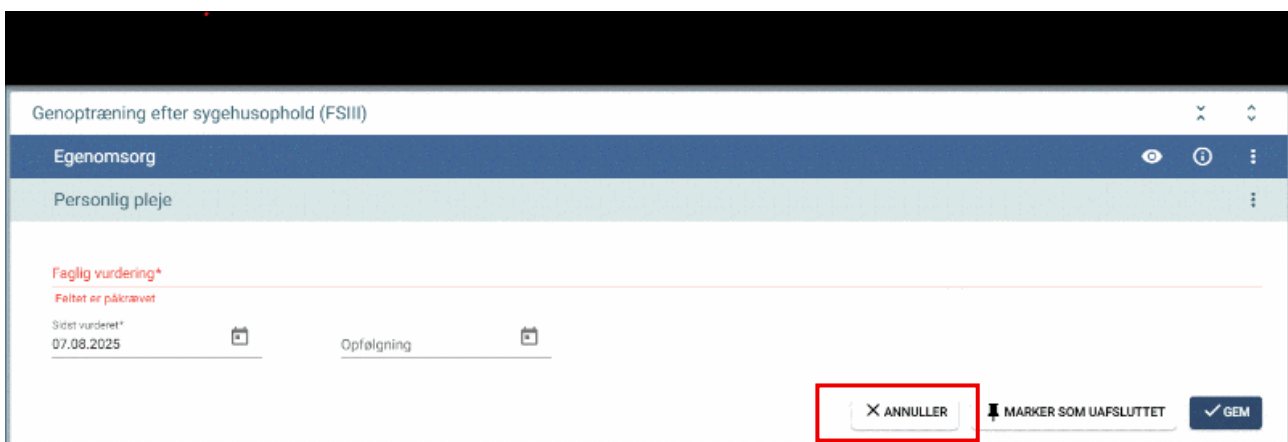 Genoptræning efter sygehusophold (FSIII)
Egenomsorg
Personlig pleje
Faglig vurdering*
Feltet er påkrævet
Sidst vurderet*
07.08.2025
Opfølgning
ANNULLER
MARKER SOM UAFSLUTTET
GEM